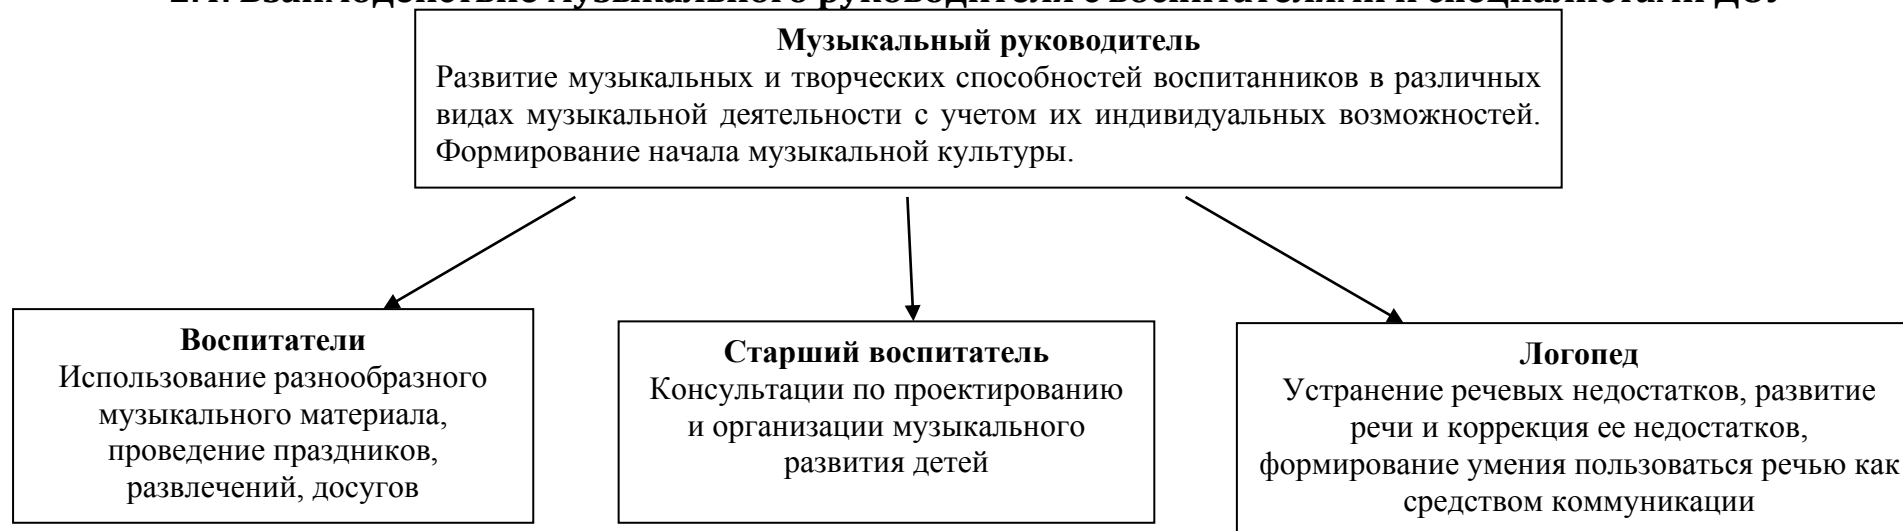 Музыкальный руководитель
Развитие музыкальных и творческих способностей воспитанников в различных
видах музыкальной деятельности с учетом их индивидуальных возможностей.
Формирование начала музыкальной культуры.
Воспитатели
Использование разнообразного
музыкального материала,
проведение праздников,
развлечений, досугов
Старший воспитатель
Консультации по проектированию
и организации музыкального
развития детей
Логопед
Устранение речевых недостатков, развитие
речи и коррекция ее недостатков,
формирование умения пользоваться речью как
средством коммуникации